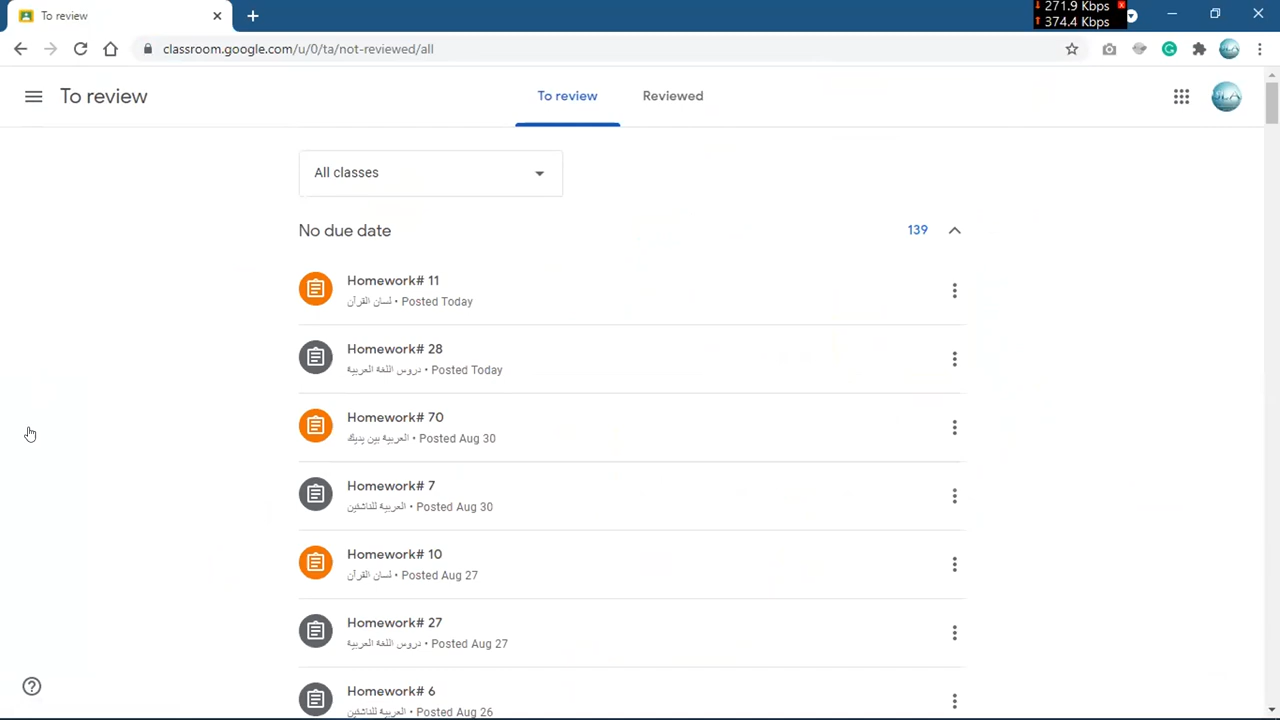 To review
271.9 Kbps
374.4 Kbps
classroom.google.com/u/0/ta/not-reviewed/all
To review
To review
Reviewed
SLA
All classes
No due date
139
Homework# 11
لسان القرآن • Posted Today
Homework# 28
دروس اللغة العربية • Posted Today
Homework# 70
العربية بين يديك • Posted Aug 30
Homework# 7
العربية للناشئين • Posted Aug 30
Homework# 10
لسان القرآن • Posted Aug 27
Homework# 27
دروس اللغة العربية • Posted Aug 27
Homework# 6
العربية للناشئين • Posted Aug 26